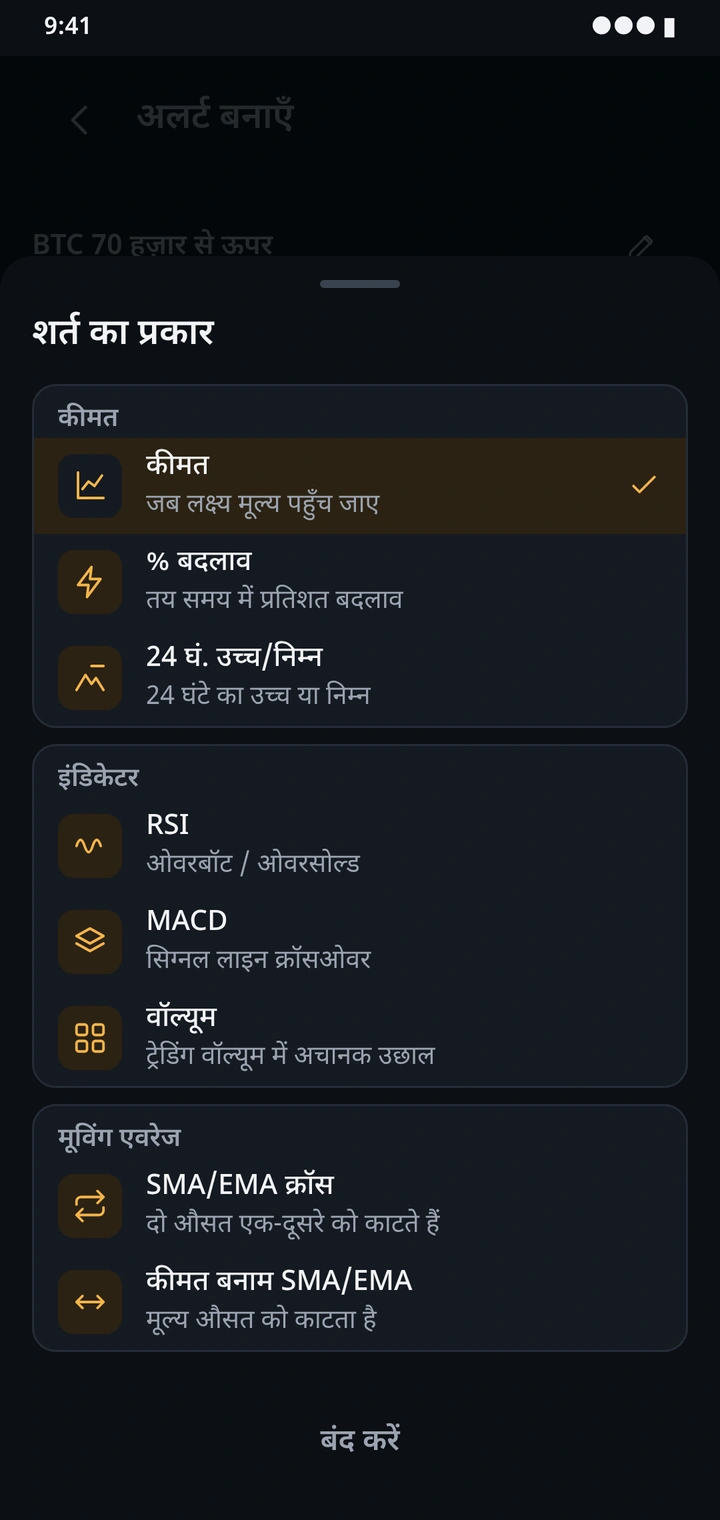 9:41
अलर्ट बनाएँ
BTC 70 हज़ार से ऊपर
शर्त का प्रकार
कीमत
कीमत
जब लक्ष्य मूल्य पहुँच जाए
% बदलाव
तय समय में प्रतिशत बदलाव
24 घं. उच्च/निम्न
24 घंटे का उच्च या निम्न
इंडिकेटर
RSI
ओवरबॉट / ओवरसोल्ड
MACD
सिग्नल लाइन क्रॉसओवर
वॉल्यूम
ट्रेडिंग वॉल्यूम में अचानक उछाल
मूविंग एवरेज
SMA/EMA क्रॉस
दो औसत एक-दूसरे को काटते हैं
कीमत बनाम SMA/EMA
मूल्य औसत को काटता है
बंद करें